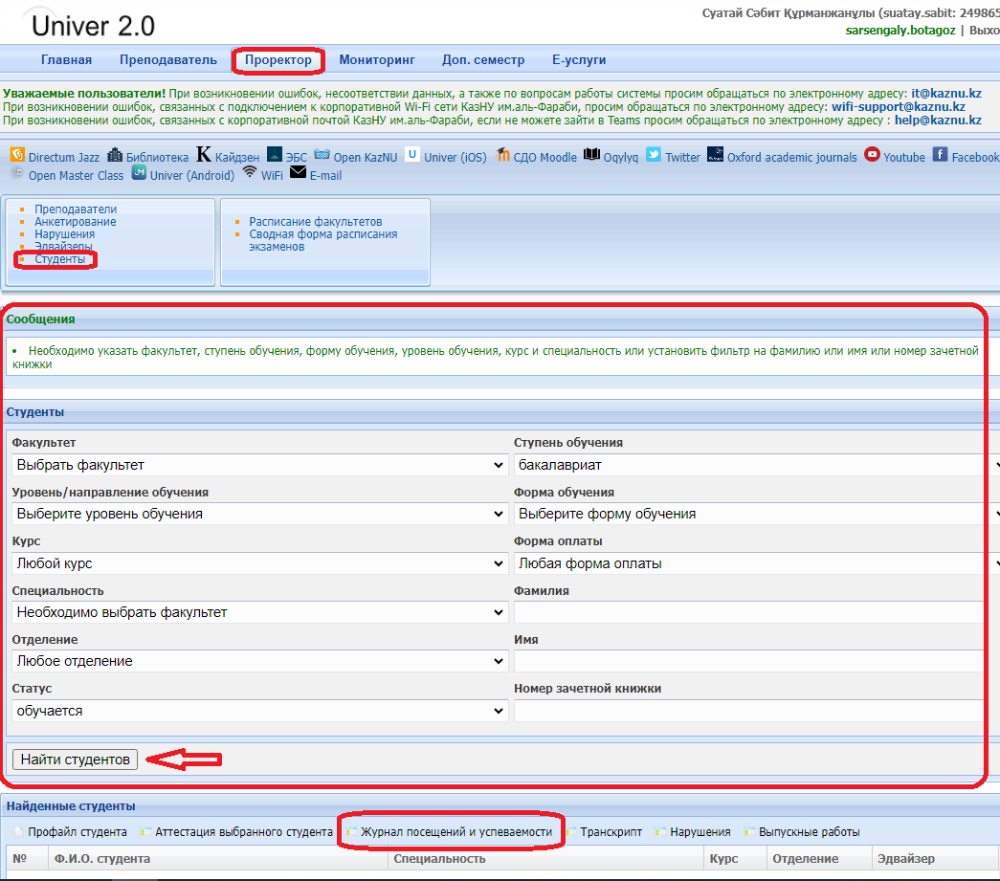 Univer 2.0
Суатай Сәбит Құрманжанұлы (suatay.sabit: 249865
sarsengaly.botagoz | Выхо
Главная Преподаватель Проректор Мониторинг Доп. семестр Е-услуги
Уважаемые пользователи! При возникновении ошибок, несоответствии данных, а также по вопросам работы системы просим обращаться по электронному адресу: it@kaznu.kz
При возникновении ошибок, связанных с подключением к корпоративной Wi-Fi сети КазНУ им.аль-Фараби, просим обращаться по электронному адресу: wifi-support@kaznu.kz
При возникновении ошибок, связанных с корпоративной почтой КазНУ им.аль-Фараби, если не можете зайти в Teams просим обращаться по электронному адресу : help@kaznu.kz
Directum Jazz Библиотека Кайдзен ЭБС Open KazNU Univer (iOS) СДО Moodle Oqylyq Twitter Oxford academic journals Youtube Facebook
Open Master Class Univer (Android) WiFi E-mail
Преподаватели
Анкетирование
Нарушения
Эдвайзеры
Студенты
Расписание факультетов
Сводная форма расписания
экзаменов
Сообщения
Необходимо указать факультет, ступень обучения, форму обучения, уровень обучения, курс и специальность или установить фильтр на фамилию или имя или номер зачетной
книжки
Студенты
Факультет Ступень обучения
Выбрать факультет бакалавриат
Уровень/направление обучения Форма обучения
Выберите уровень обучения Выберите форму обучения
Курс Форма оплаты
Любой курс Любая форма оплаты
Специальность Фамилия
Необходимо выбрать факультет
Отделение Имя
Любое отделение
Статус Номер зачетной книжки
обучается
Найти студентов
Найденные студенты
Профайл студента Аттестация выбранного студента Журнал посещений и успеваемости Транскрипт Нарушения Выпускные работы
№ Ф.И.О. студента Специальность Курс Отделение Эдвайзер